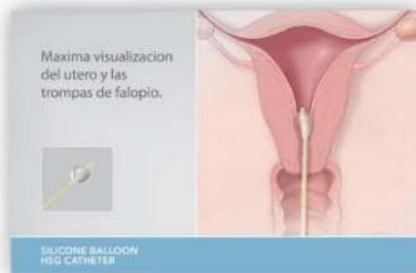 Maxima visualizacion
del utero y las
trompas de falopio.
SILICONE BALLOON
HSG CATHETER